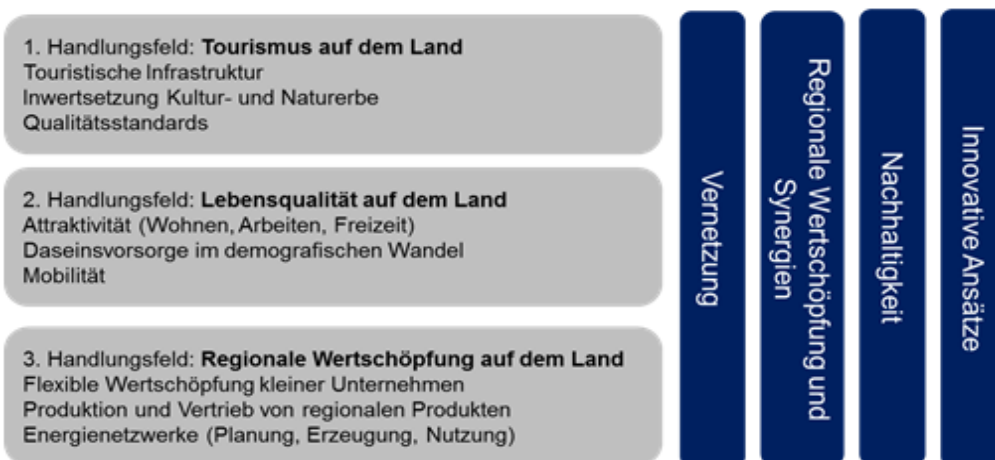 1. Handlungsfeld: Tourismus auf dem Land
Touristische Infrastruktur
Inwertsetzung Kultur- und Naturerbe
Qualitätsstandards
2. Handlungsfeld: Lebensqualität auf dem Land
Attraktivität (Wohnen, Arbeiten, Freizeit)
Daseinsvorsorge im demografischen Wandel
Mobilität
3. Handlungsfeld: Regionale Wertschöpfung auf dem Land
Flexible Wertschöpfung kleiner Unternehmen
Produktion und Vertrieb von regionalen Produkten
Energienetzwerke (Planung, Erzeugung, Nutzung)
Vernetzung
Regionale Wertschöpfung und
Synergien
Nachhaltigkeit
Innovative Ansätze